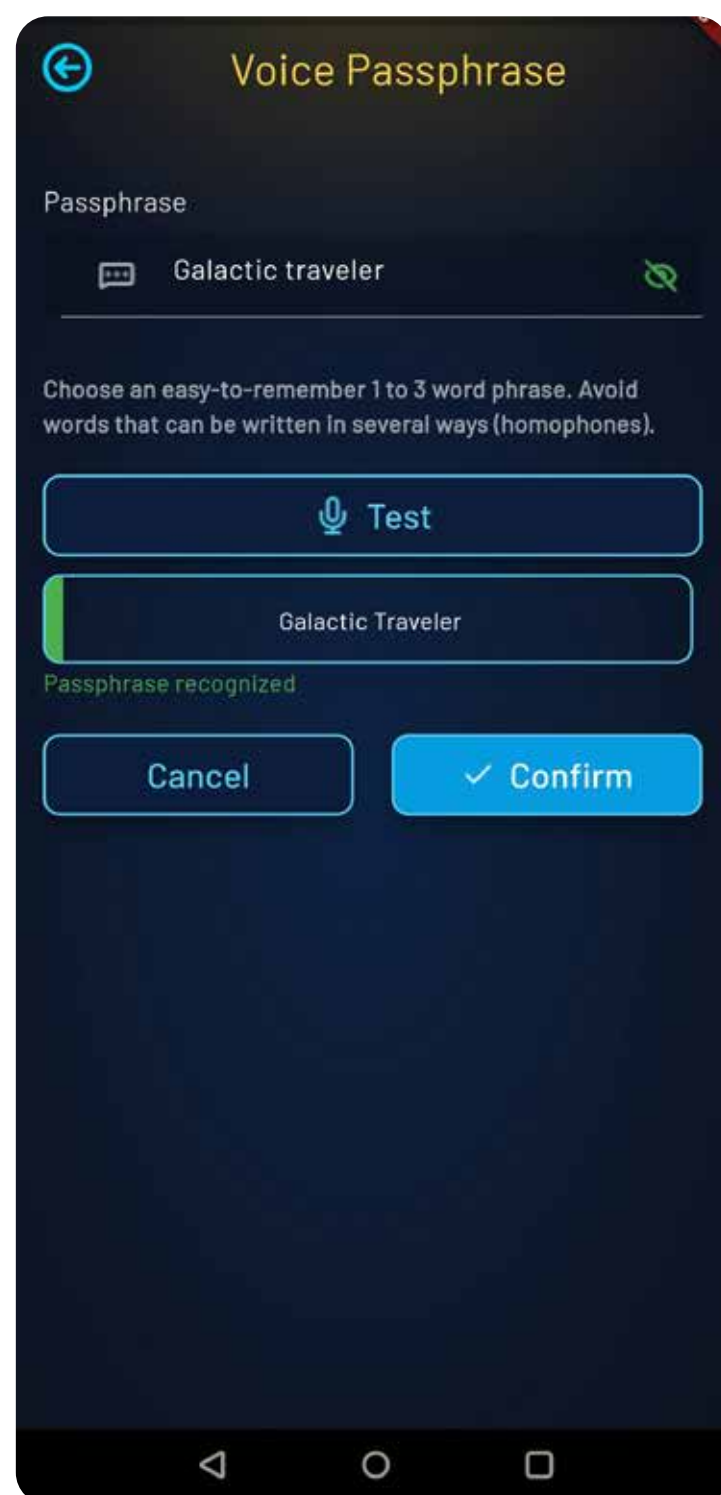 Voice Passphrase
Passphrase
Galactic traveler
Choose an easy-to-remember 1 to 3 word phrase. Avoid
words that can be written in several ways (homophones).
Test
Galactic Traveler
Passphrase recognized
Cancel
Confirm